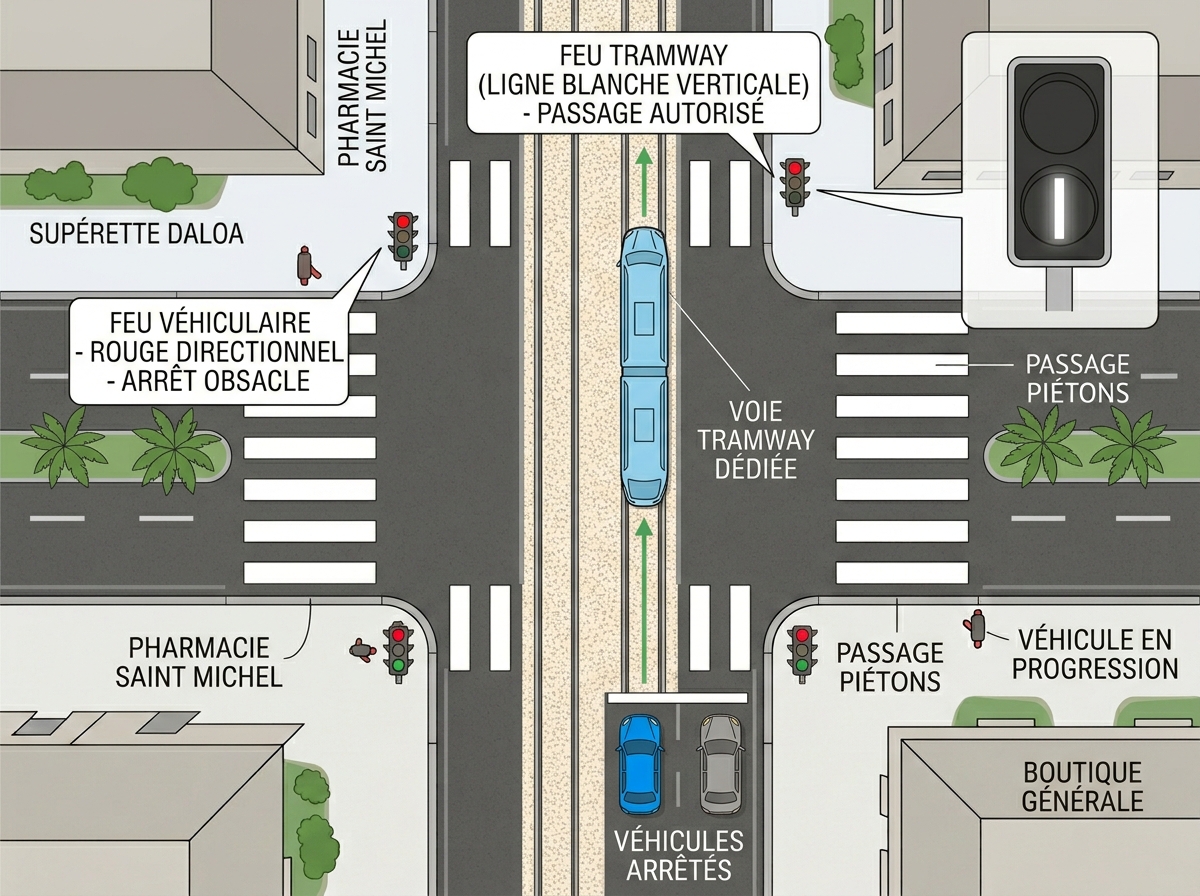 PHARMACIE
SAINT MICHEL
FEU TRAMWAY
(LIGNE BLANCHE VERTICALE)
- PASSAGE AUTORISÉ
SUPÉRETTE DALOA
FEU VÉHICULAIRE
- ROUGE DIRECTIONNEL
- ARRÊT OBSACLE
PASSAGE
PIÉTONS
VOIE
TRAMWAY
DÉDIÉE
PHARMACIE
SAINT MICHEL
PASSAGE
PIÉTONS
VÉHICULE EN
PROGRESSION
BOUTIQUE
GÉNÉRALE
VÉHICULES
ARRÊTÉS